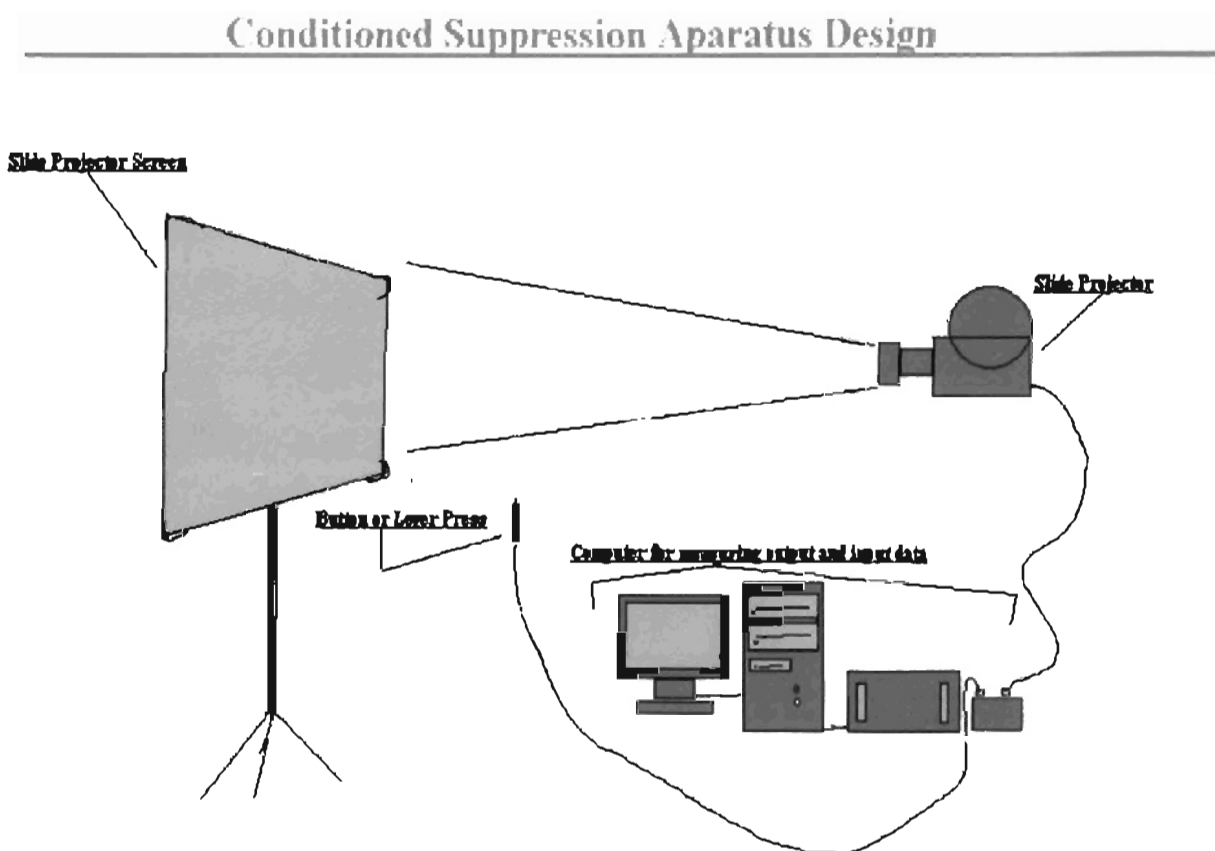 Conditioned Suppression Aparatus Design
Slide Projector Screen
Slide Projector
Button or Lever Press
Computer for measuring output and input data